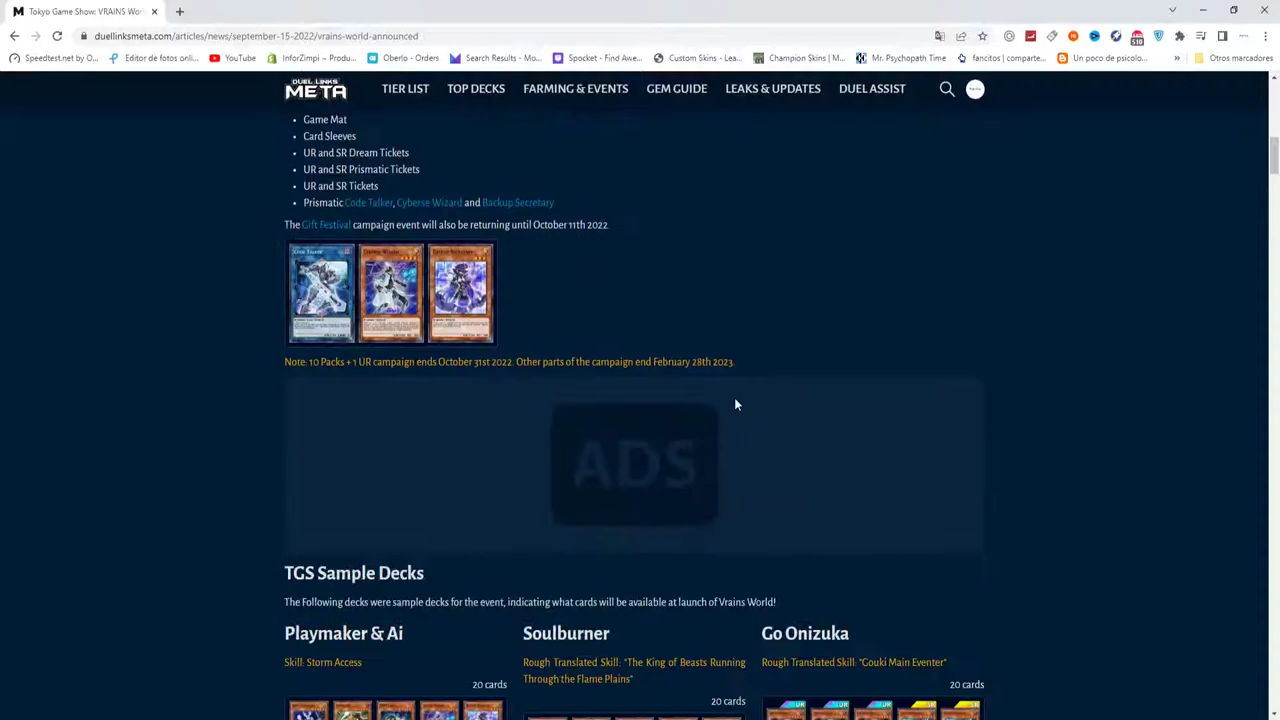 Tokyo Game Show: VRAINS Wor
duellinksmeta.com/articles/news/september-15-2022/vrains-world-announced
Speedtest.net by O... Editor de fotos onli... YouTube InforZimpi – Produ... Oberlo - Orders Search Results - Mo... Spocket - Find Awe... Custom Skins - Lea... Champion Skins | M... Mr. Psychopath Time fancitos | comparte... Un poco de psicolo... » Otros marcadores
DUEL LINKS
META
TIER LIST TOP DECKS FARMING & EVENTS GEM GUIDE LEAKS & UPDATES DUEL ASSIST
• Game Mat
• Card Sleeves
• UR and SR Dream Tickets
• UR and SR Prismatic Tickets
• UR and SR Tickets
• Prismatic Code Talker, Cyberse Wizard and Backup Secretary
The Gift Festival campaign event will also be returning until October 11th 2022.
Note: 10 Packs + 1 UR campaign ends October 31st 2022. Other parts of the campaign end February 28th 2023.
ADS
TGS Sample Decks
The Following decks were sample decks for the event, indicating what cards will be available at launch of Vrains World!
Playmaker & Ai
Skill: Storm Access
20 cards
Soulburner
Rough Translated Skill: "The King of Beasts Running
Through the Flame Plains"
20 cards
Go Onizuka
Rough Translated Skill: "Gouki Main Eventer"
20 cards